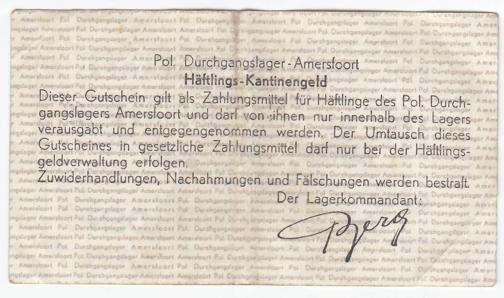 Pol. Durchgangslager-Amersfoort
Häftlings-Kantinengeld
Dieser Gutschein gilt als Zahlungsmittel für Häftlinge des Pol. Durch-
gangslagers Amersfoort und darf von ihnen nur innerhalb des Lagers
verausgabt und entgegengenommen werden. Der Umtausch dieses
Gutscheines in gesetzliche Zahlungsmittel darf nur bei der Häftlings-
geldverwaltung erfolgen.
Zuwiderhandlungen, Nachahmungen und Fälschungen werden bestraft.
Der Lagerkommandant:
Berg